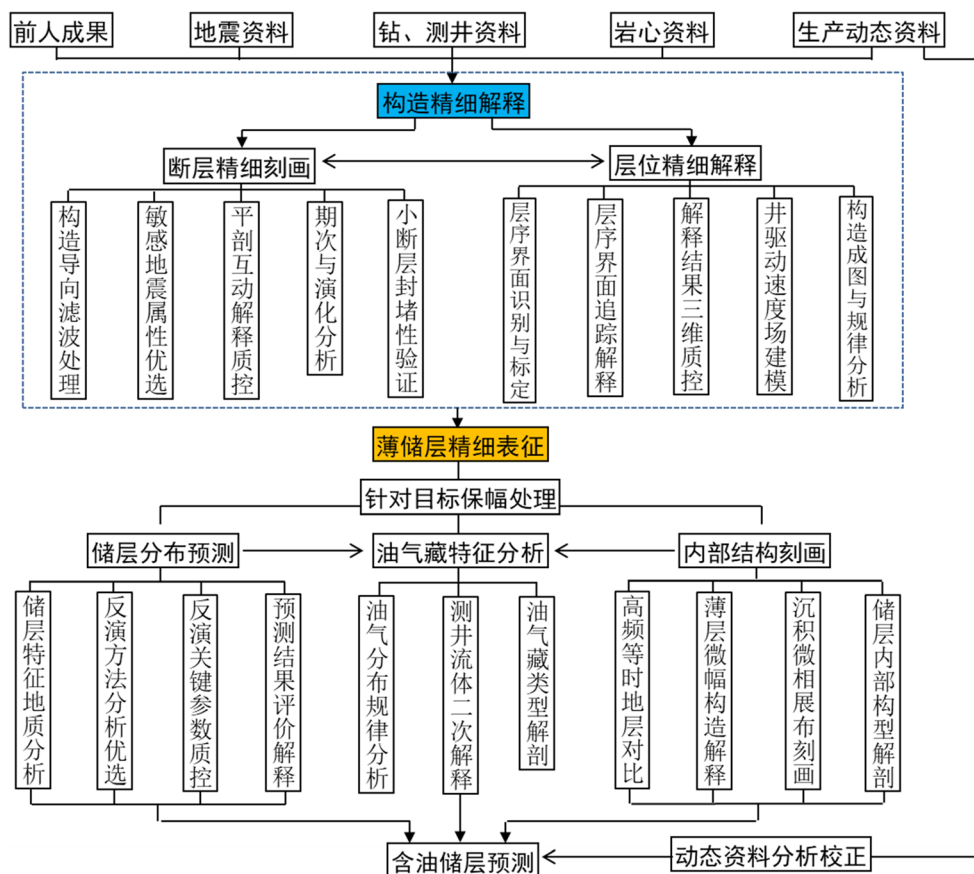 前人成果
地震资料
钻、测井资料
岩心资料
生产动态资料
构造精细解释
断层精细刻画
层位精细解释
构造导向滤波处理
敏感地震属性优选
平剖互动解释质控
期次与演化分析
小断层封堵性验证
层序界面识别与标定
层序界面追踪解释
解释结果三维质控
井驱动速度场建模
构造成图与规律分析
薄储层精细表征
针对目标保幅处理
储层分布预测
油气藏特征分析
内部结构刻画
储层特征地质分析
反演方法分析优选
反演关键参数质控
预测结果评价解释
油气分布规律分析
测井流体二次解释
油气藏类型解剖
高频等时地层对比
薄层微幅构造解释
沉积微相展布刻画
储层内部构型解剖
含油储层预测
动态资料分析校正